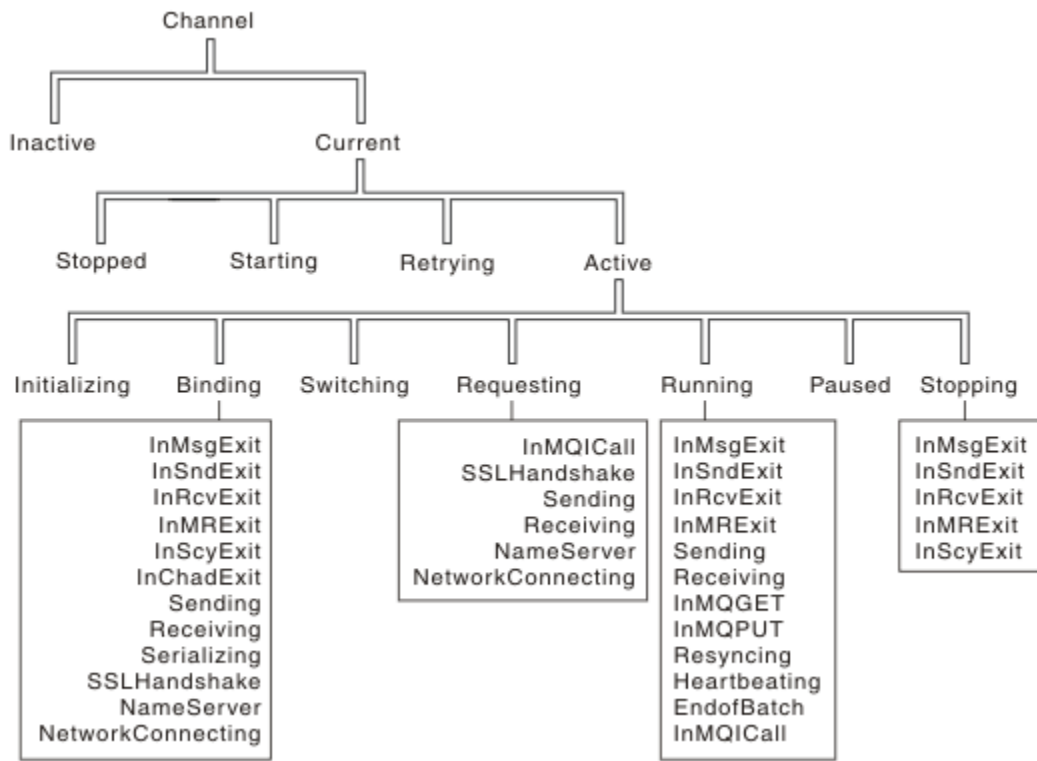 Channel
Inactive
Current
Stopped
Starting
Retrying
Active
Initializing
Binding
Switching
Requesting
Running
Paused
Stopping
InMsgExit
InSndExit
InRcvExit
InMRExit
InScyExit
InChadExit
Sending
Receiving
Serializing
SSLHandshake
NameServer
NetworkConnecting
InMQICall
SSLHandshake
Sending
Receiving
NameServer
NetworkConnecting
InMsgExit
InSndExit
InRcvExit
InMRExit
Sending
Receiving
InMQGET
InMQPUT
Resyncing
Heartbeating
EndofBatch
InMQICall
InMsgExit
InSndExit
InRcvExit
InMRExit
InScyExit